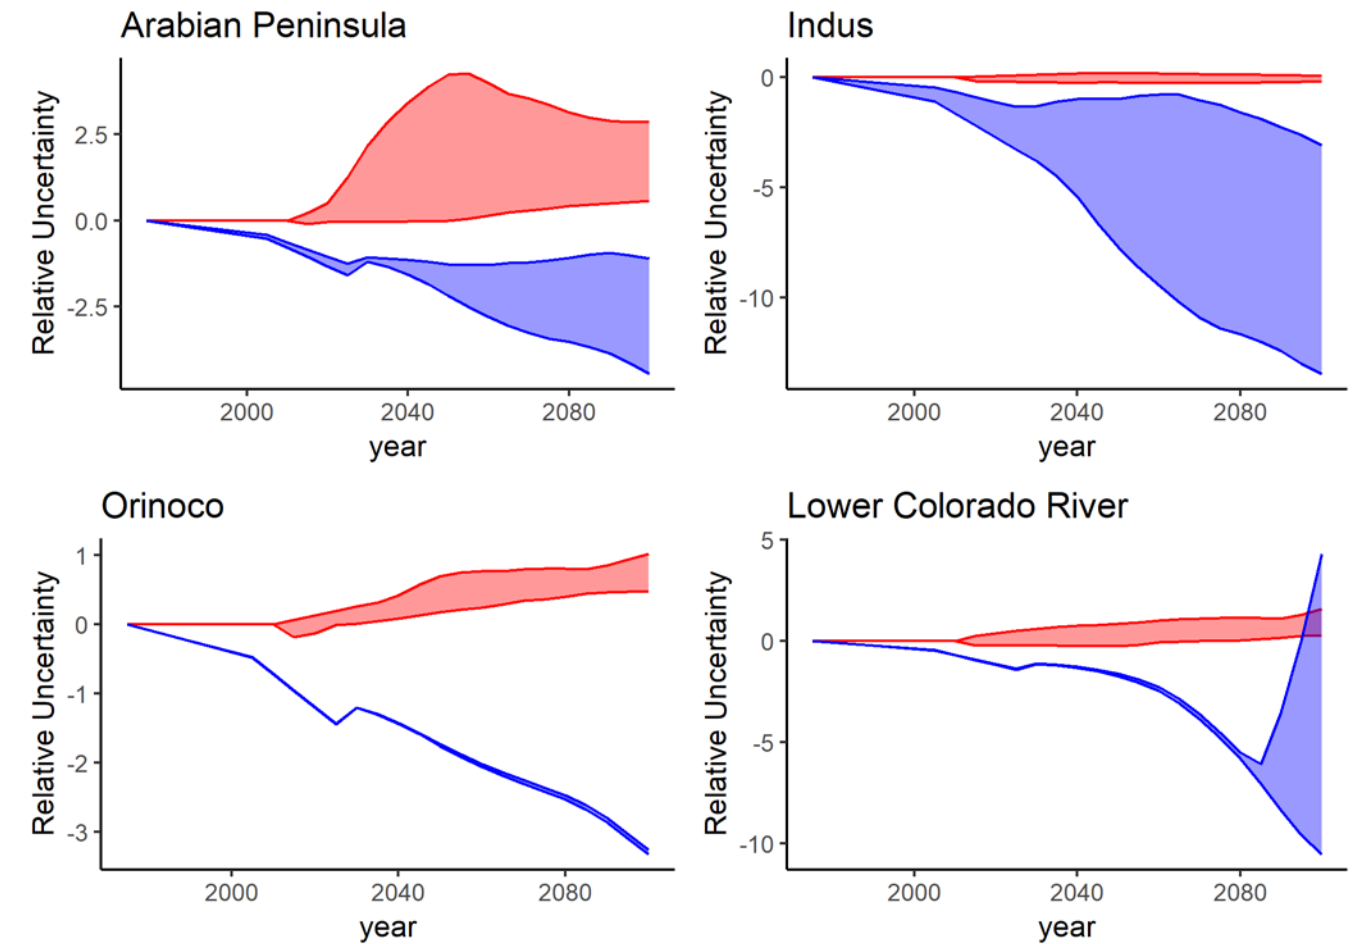 Arabian Peninsula
Relative Uncertainty
2.5
0.0
-2.5
2000 2040 2080
year
Indus
Relative Uncertainty
0
-5
-10
2000 2040 2080
year
Orinoco
Relative Uncertainty
1
0
-1
-2
-3
2000 2040 2080
year
Lower Colorado River
Relative Uncertainty
5
0
-5
-10
2000 2040 2080
year